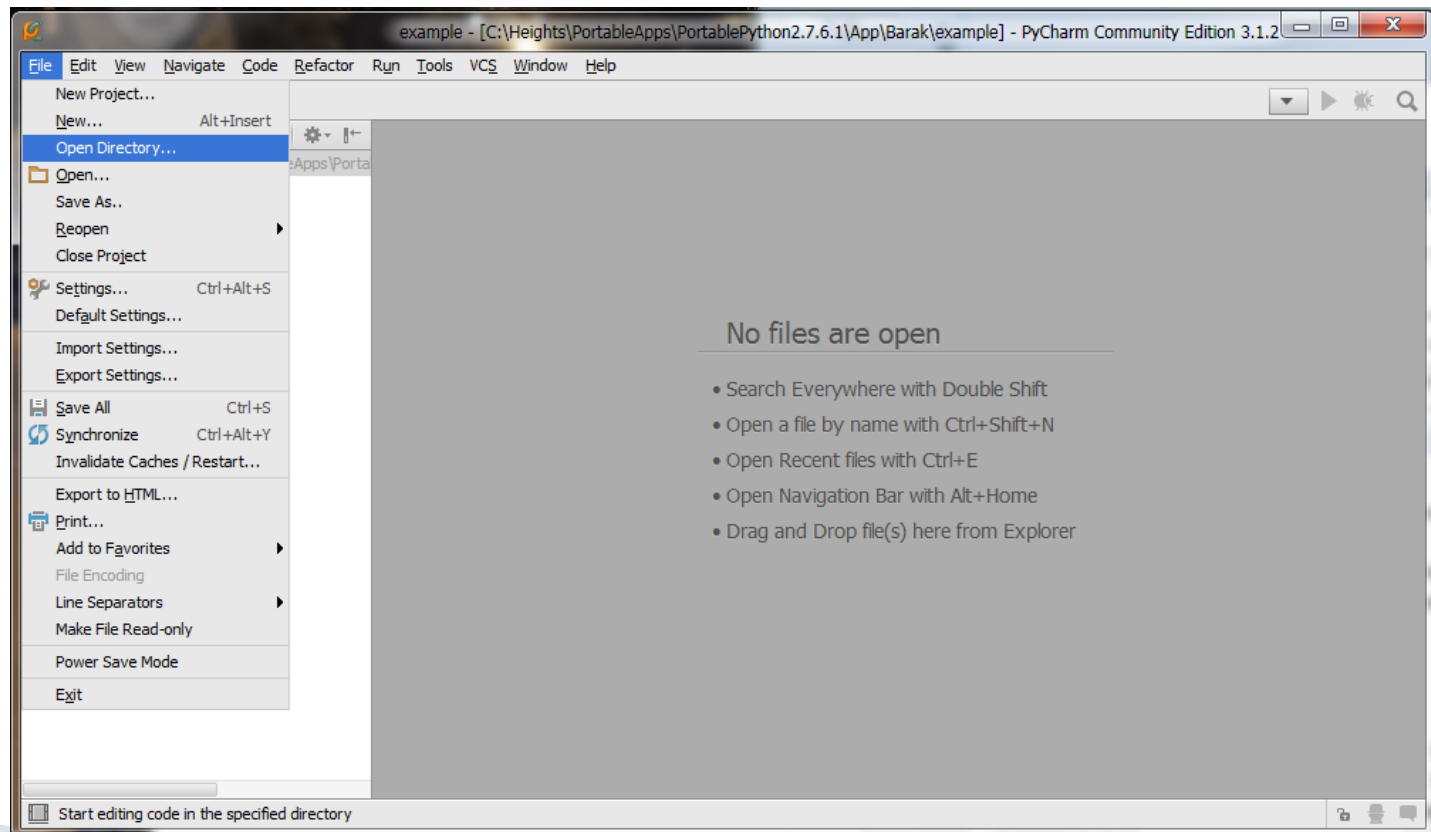 example - [C:\Heights\PortableApps\PortablePython2.7.6.1\App\Barak\example] - PyCharm Community Edition 3.1.2
File Edit View Navigate Code Refactor Run Tools VCS Window Help
New Project...
New... Alt+Insert
Open Directory...
eApps\Porta
Open...
Save As..
Reopen
Close Project
Settings... Ctrl+Alt+S
Default Settings...
Import Settings...
Export Settings...
Save All Ctrl+S
Synchronize Ctrl+Alt+Y
Invalidate Caches / Restart...
Export to HTML...
Print...
Add to Favorites
File Encoding
Line Separators
Make File Read-only
Power Save Mode
Exit
No files are open
• Search Everywhere with Double Shift
• Open a file by name with Ctrl+Shift+N
• Open Recent files with Ctrl+E
• Open Navigation Bar with Alt+Home
• Drag and Drop file(s) here from Explorer
Start editing code in the specified directory